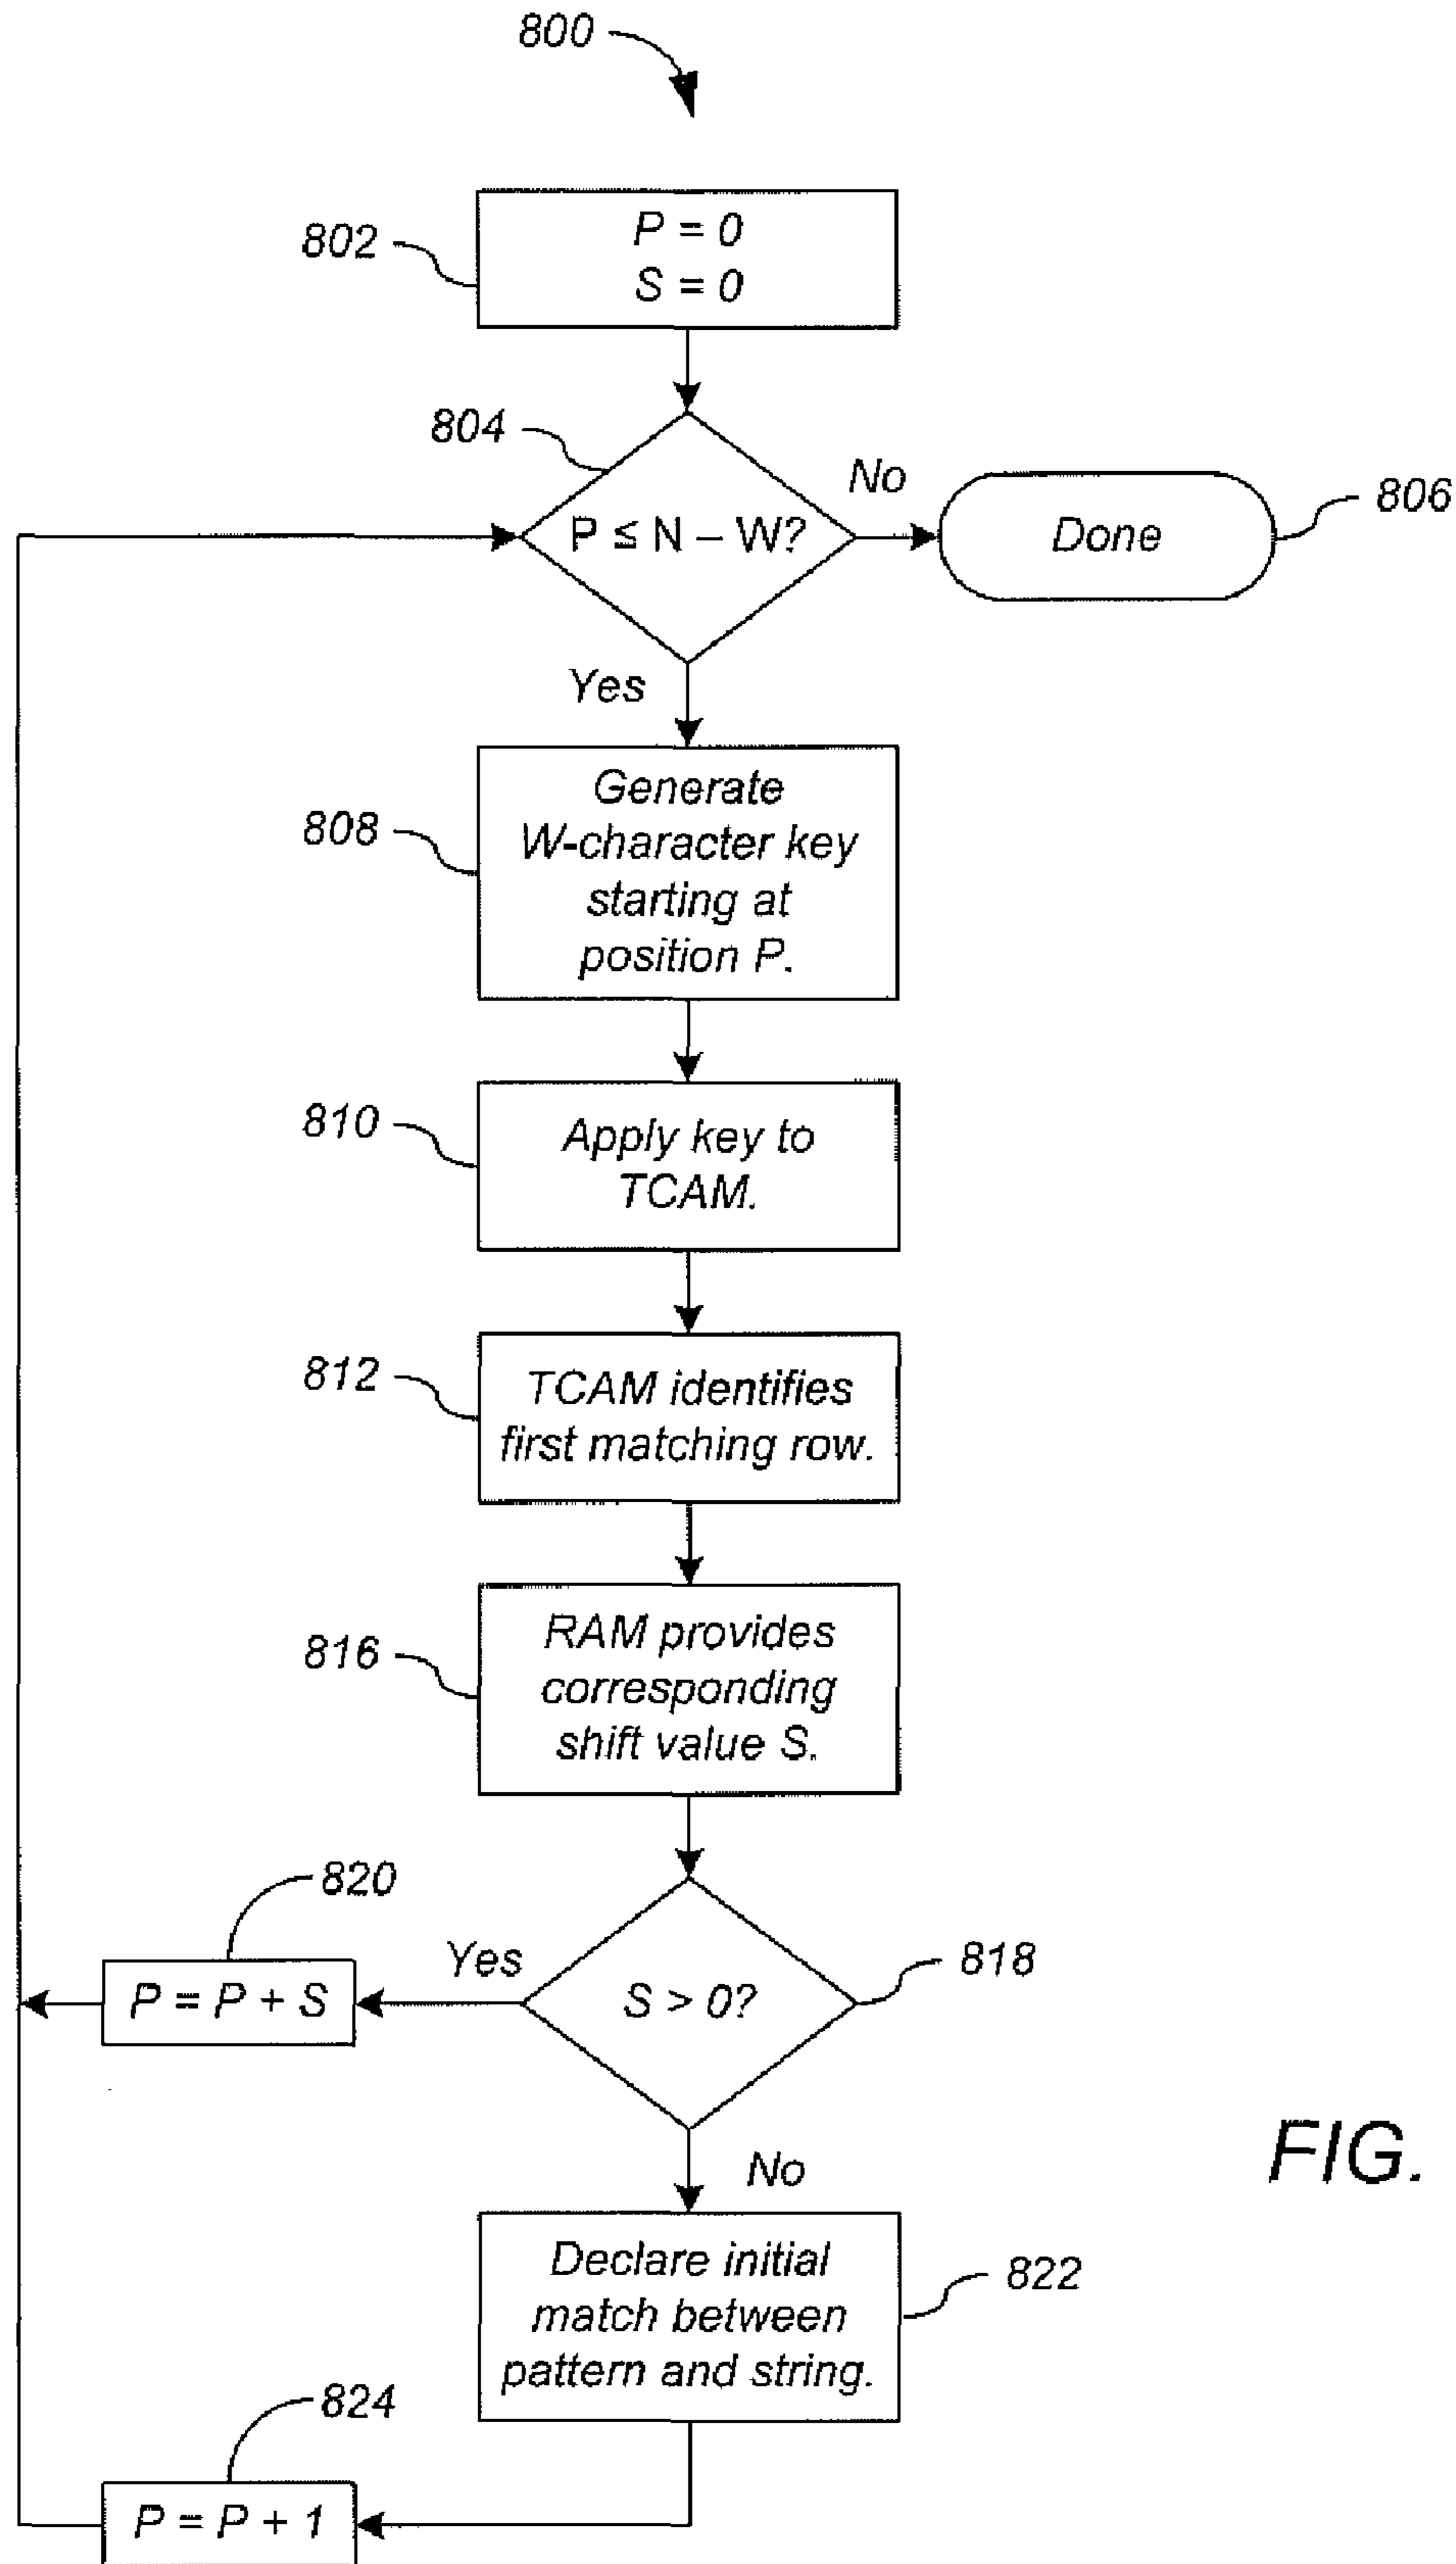 800
802
P = 0
S = 0
804
P ≤ N – W?
No
Done
806
Yes
808
Generate
W-character key
starting at
position P.
810
Apply key to
TCAM.
812
TCAM identifies
first matching row.
816
RAM provides
corresponding
shift value S.
820
P = P + S
Yes
S > 0?
818
No
FIG.
822
Declare initial
match between
pattern and string.
824
P = P + 1